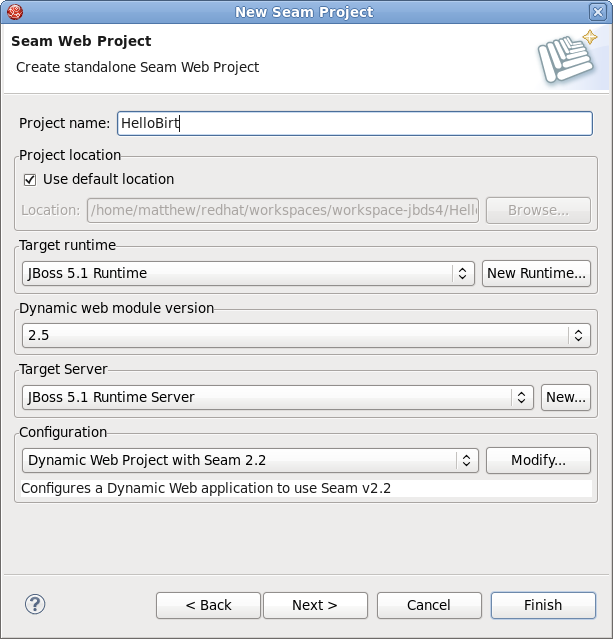 New Seam Project
Seam Web Project
Create standalone Seam Web Project
Project name: HelloBirt
Project location
Use default location
Location: /home/matthew/redhat/workspaces/workspace-jbds4/Hell Browse...
Target runtime
JBoss 5.1 Runtime New Runtime...
Dynamic web module version
2.5
Target Server
JBoss 5.1 Runtime Server New...
Configuration
Dynamic Web Project with Seam 2.2 Modify...
Configures a Dynamic Web application to use Seam v2.2
? < Back Next > Cancel Finish